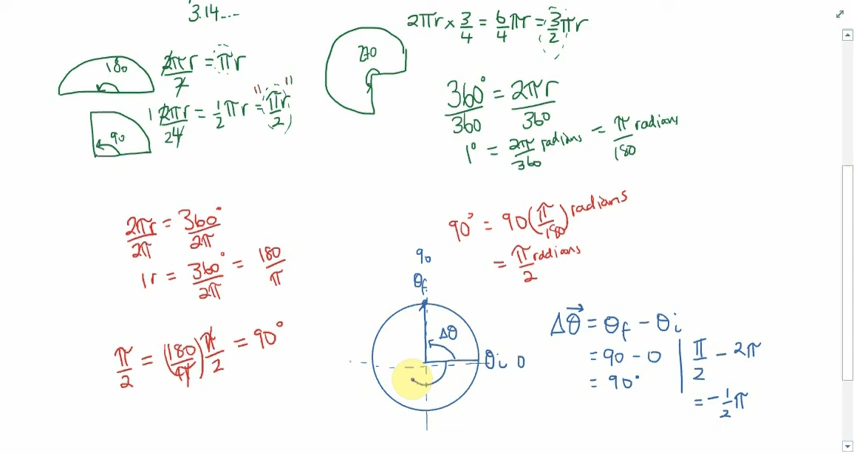 3.14...
180 2πr/2 = πr
90 1 2πr/24 = 1/2 πr = "πr/2"
2πr × 3/4 = 6/4 πr = 3/2 πr
270
360° = 2πr
360 360
1° = 2π/360 radians = π/180 radians
2πr = 360°
2π 2π
1r = 360°/2π = 180/π
π/2 = (180/π) π/2 = 90°
90° = 90(π/180) radians
= π/2 radians
90
θf
Δθ
θi 0
Δθ⃗ = θf − θi
= 90 − 0
= 90°
π/2 − 2π
= −1/2 π